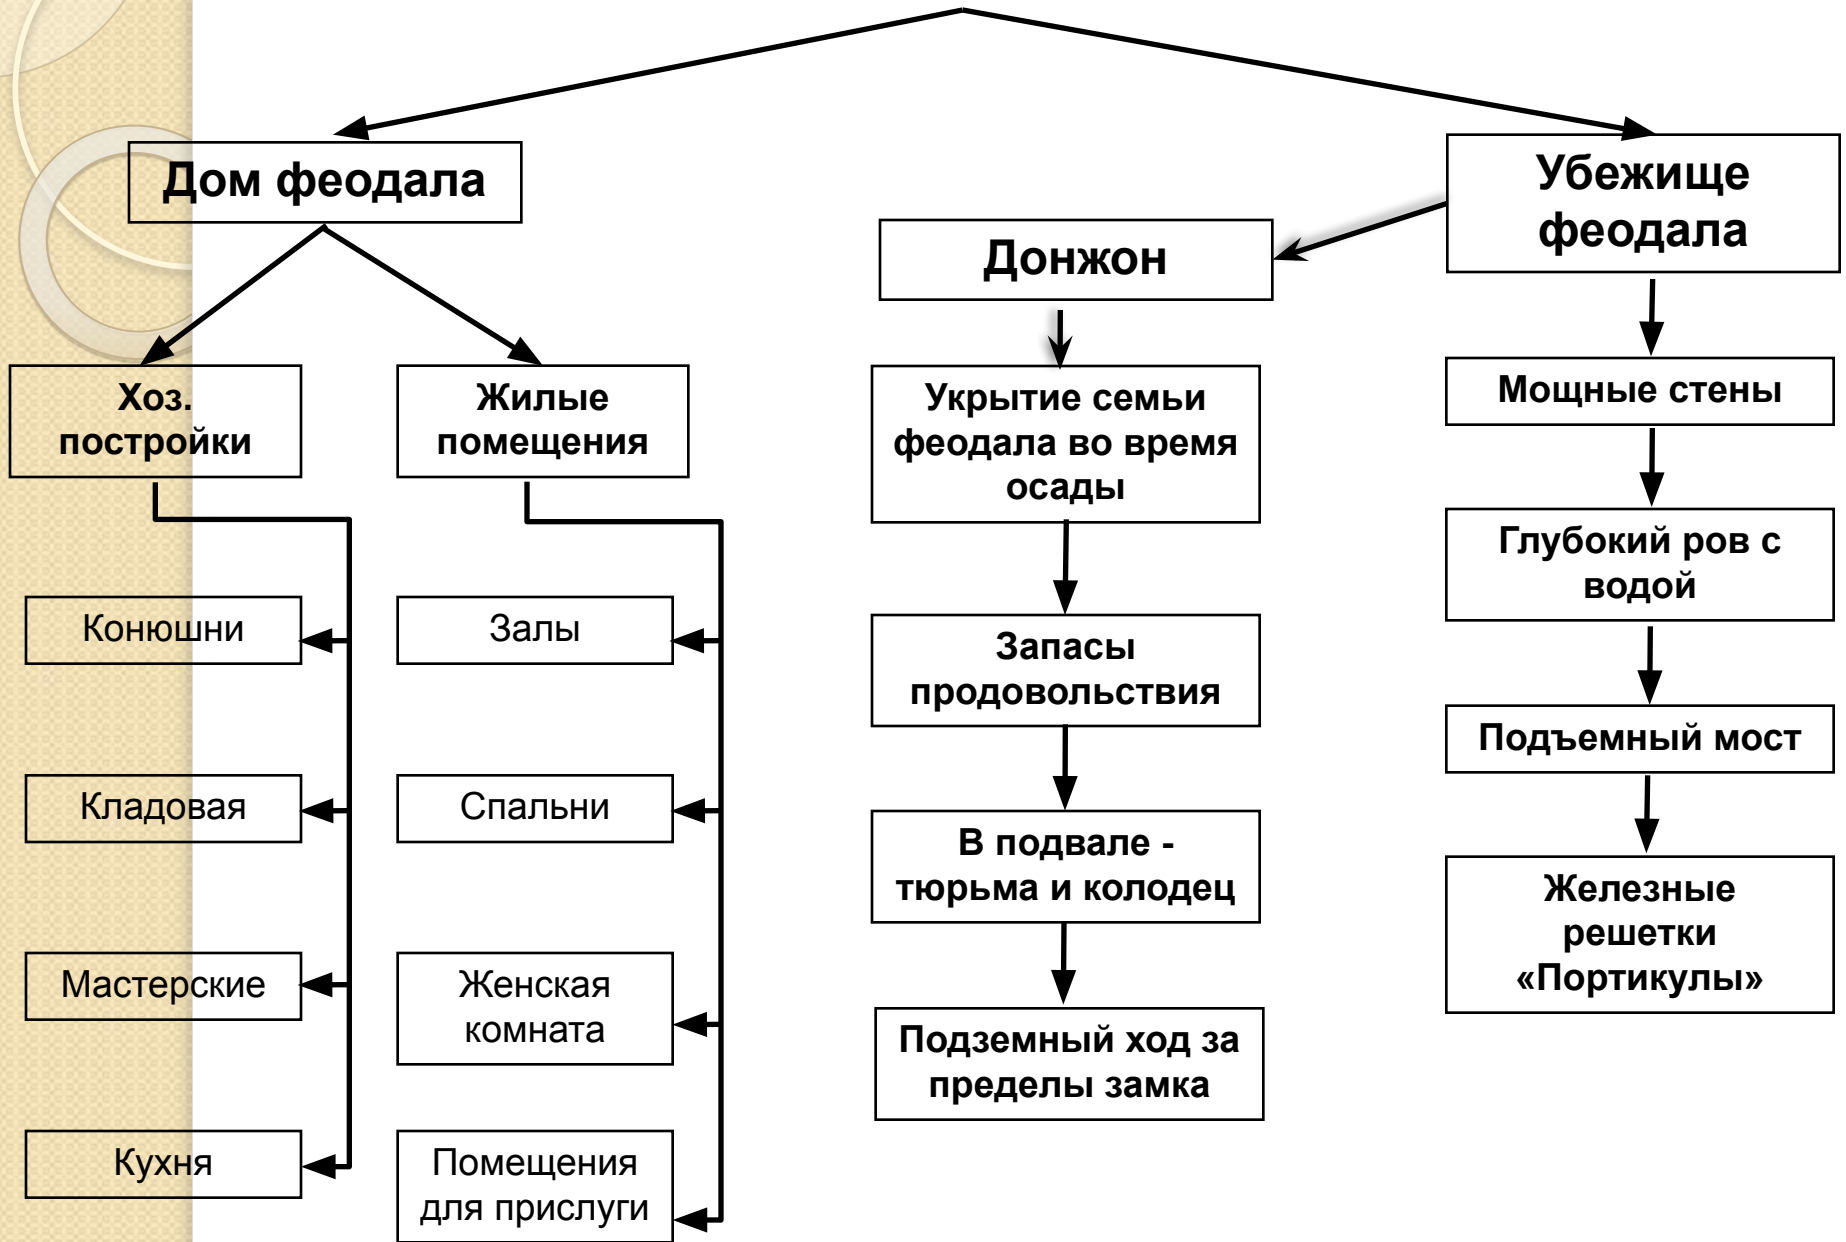 Дом феодала
Убежище
феодала
Донжон
Хоз.
постройки
Жилые
помещения
Укрытие семьи
феодала во время
осады
Мощные стены
Глубокий ров с
водой
Конюшни
Залы
Запасы
продовольствия
Подъемный мост
Кладовая
Спальни
В подвале -
тюрьма и колодец
Железные
решетки
«Портикулы»
Мастерские
Женская
комната
Подземный ход за
пределы замка
Кухня
Помещения
для прислуги